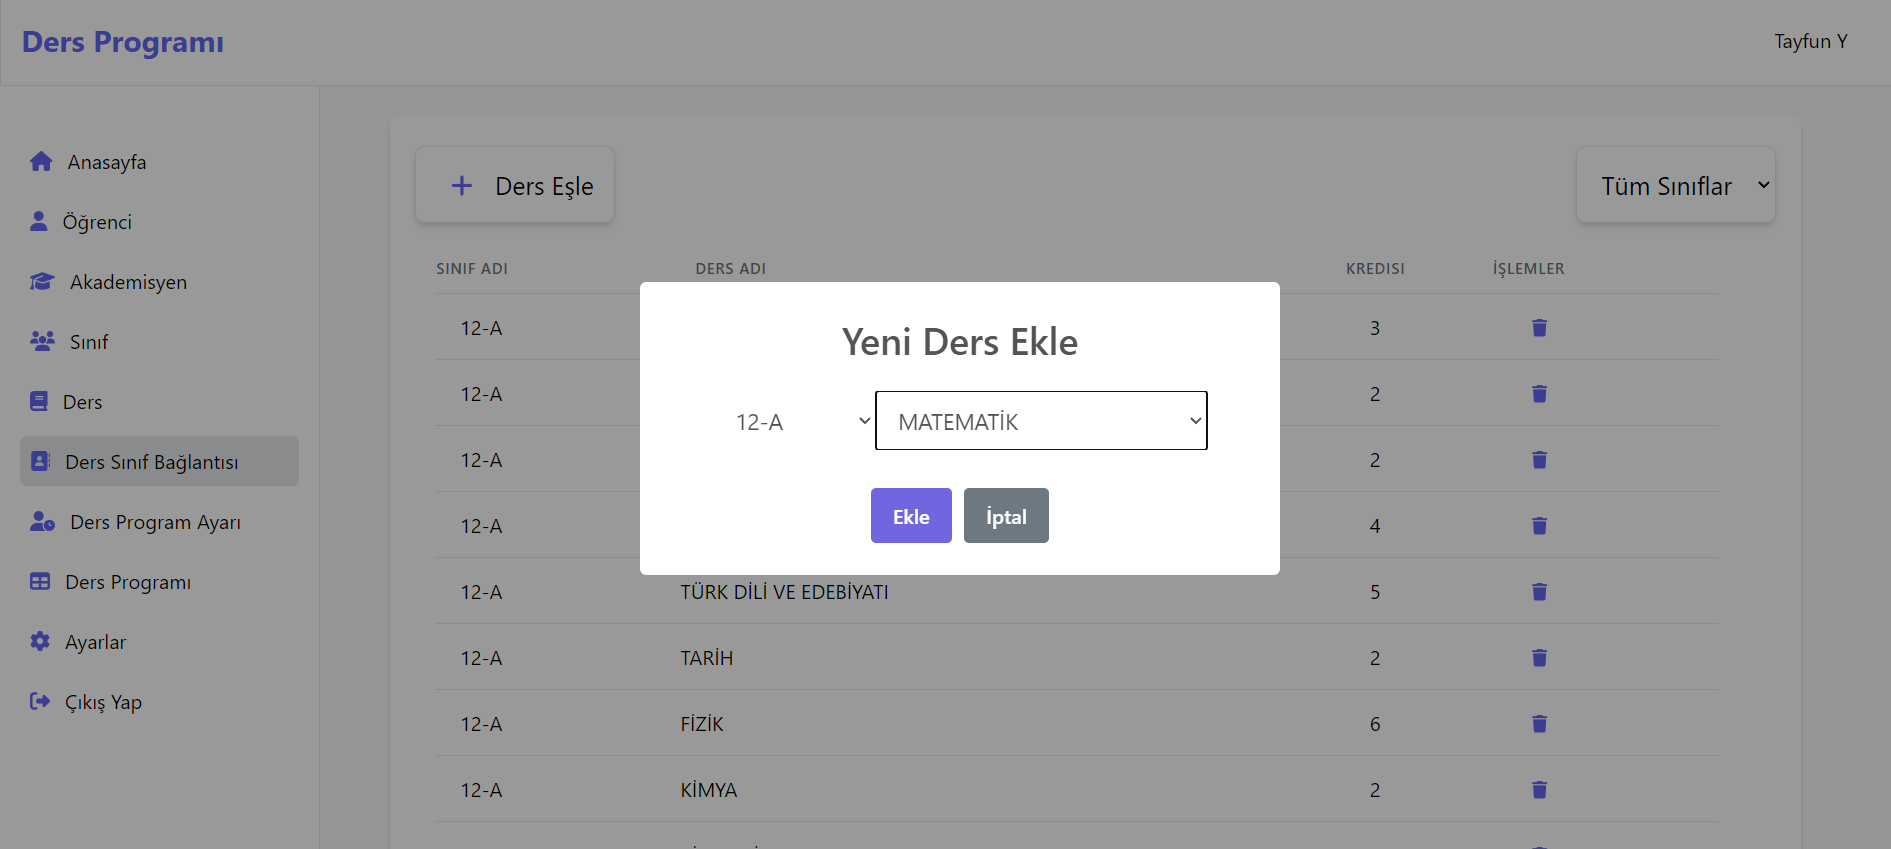 Ders Programı
Tayfun Y
Anasayfa
Öğrenci
Akademisyen
Sınıf
Ders
Ders Sınıf Bağlantısı
Ders Program Ayarı
Ders Programı
Ayarlar
Çıkış Yap
Ders Eşle
Tüm Sınıflar
SINIF ADI DERS ADI KREDISI İŞLEMLER
12-A 3
12-A 2
12-A 2
12-A 4
12-A TÜRK DİLİ VE EDEBİYATI 5
12-A TARİH 2
12-A FİZİK 6
12-A KİMYA 2
Yeni Ders Ekle
12-A MATEMATİK
Ekle İptal